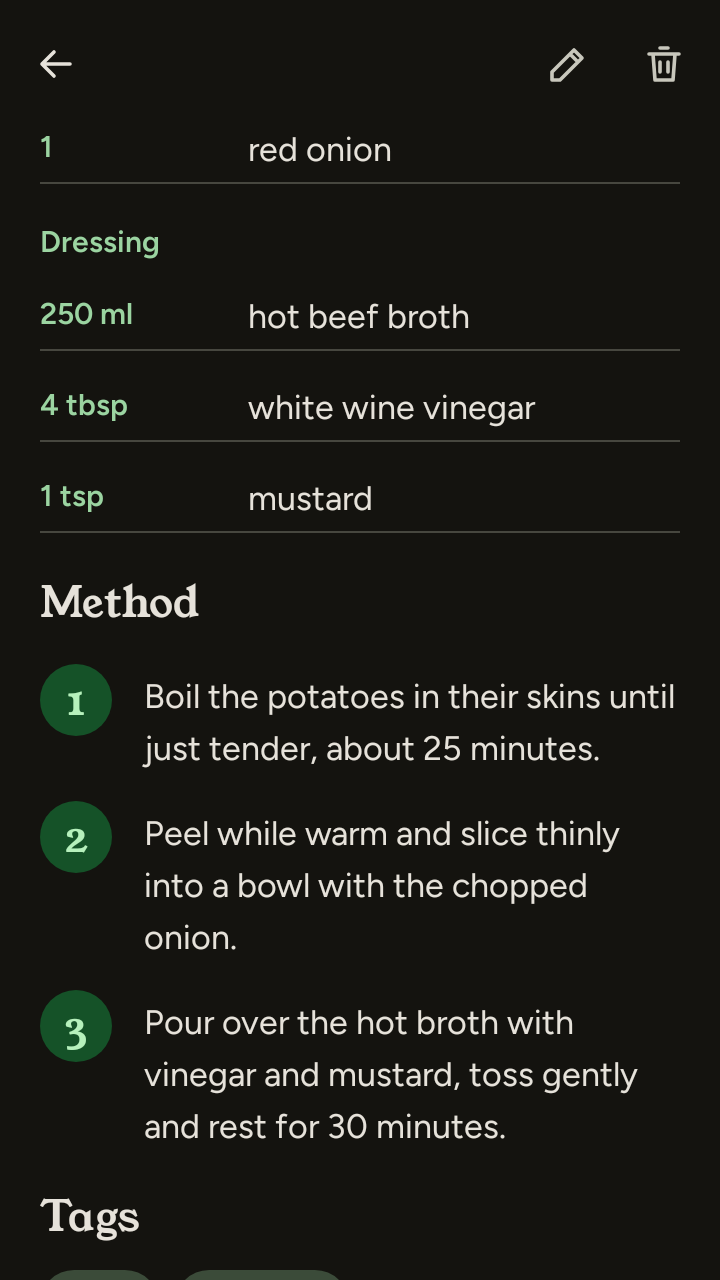 1 red onion
Dressing
250 ml hot beef broth
4 tbsp white wine vinegar
1 tsp mustard
Method
1 Boil the potatoes in their skins until
just tender, about 25 minutes.
2 Peel while warm and slice thinly
into a bowl with the chopped
onion.
3 Pour over the hot broth with
vinegar and mustard, toss gently
and rest for 30 minutes.
Tags